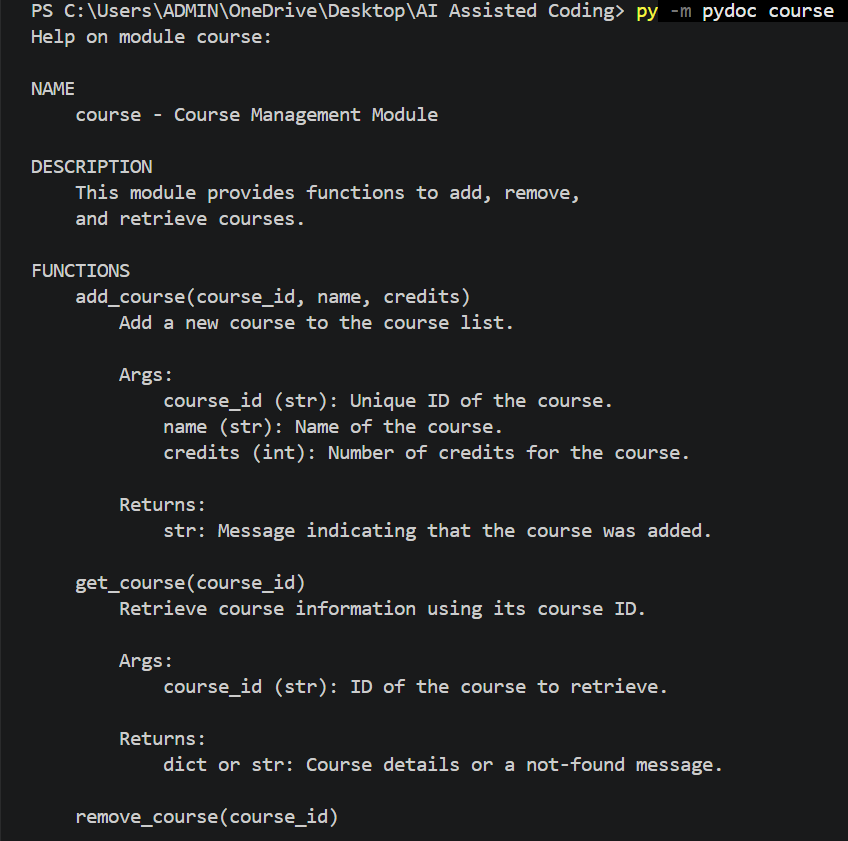 PS C:\Users\ADMIN\OneDrive\Desktop\AI Assisted Coding> py -m pydoc course
Help on module course:

NAME
    course - Course Management Module

DESCRIPTION
    This module provides functions to add, remove,
    and retrieve courses.

FUNCTIONS
    add_course(course_id, name, credits)
        Add a new course to the course list.

        Args:
            course_id (str): Unique ID of the course.
            name (str): Name of the course.
            credits (int): Number of credits for the course.

        Returns:
            str: Message indicating that the course was added.

    get_course(course_id)
        Retrieve course information using its course ID.

        Args:
            course_id (str): ID of the course to retrieve.

        Returns:
            dict or str: Course details or a not-found message.

    remove_course(course_id)